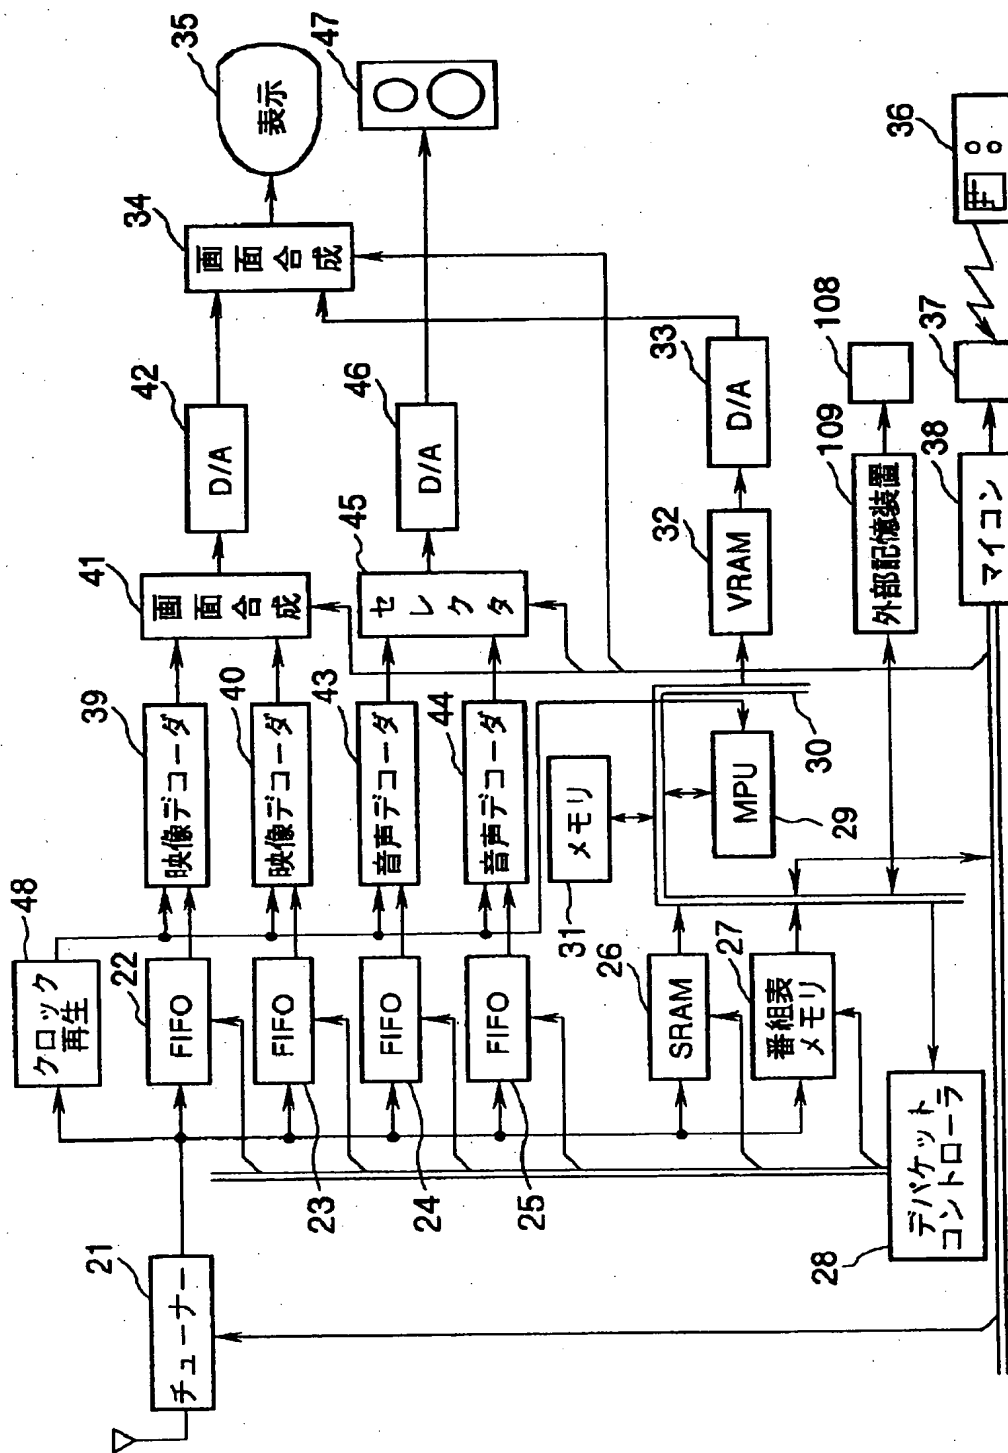 35
表示
47
34
画面合成
36
42
D/A
46
D/A
33
D/A
108
37
41
画面合成
45
セレクタ
32
VRAM
109
外部記憶装置
38
マイコン
39
映像デコーダ
40
映像デコーダ
43
音声デコーダ
44
音声デコーダ
31
メモリ
MPU
29
30
48
クロック
再生
22
FIFO
FIFO
23
FIFO
24
FIFO
25
26
SRAM
27
番組表
メモリ
21
チューナー
28
デパケット
コントローラ